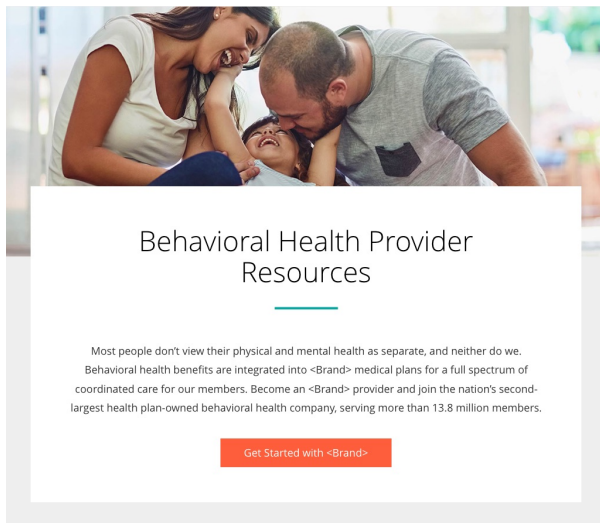 Behavioral Health Provider
Resources
Most people don't view their physical and mental health as separate, and neither do we.
Behavioral health benefits are integrated into <Brand> medical plans for a full spectrum of
coordinated care for our members. Become an <Brand> provider and join the nation's second-
largest health plan-owned behavioral health company, serving more than 13.8 million members.
Get Started with <Brand>